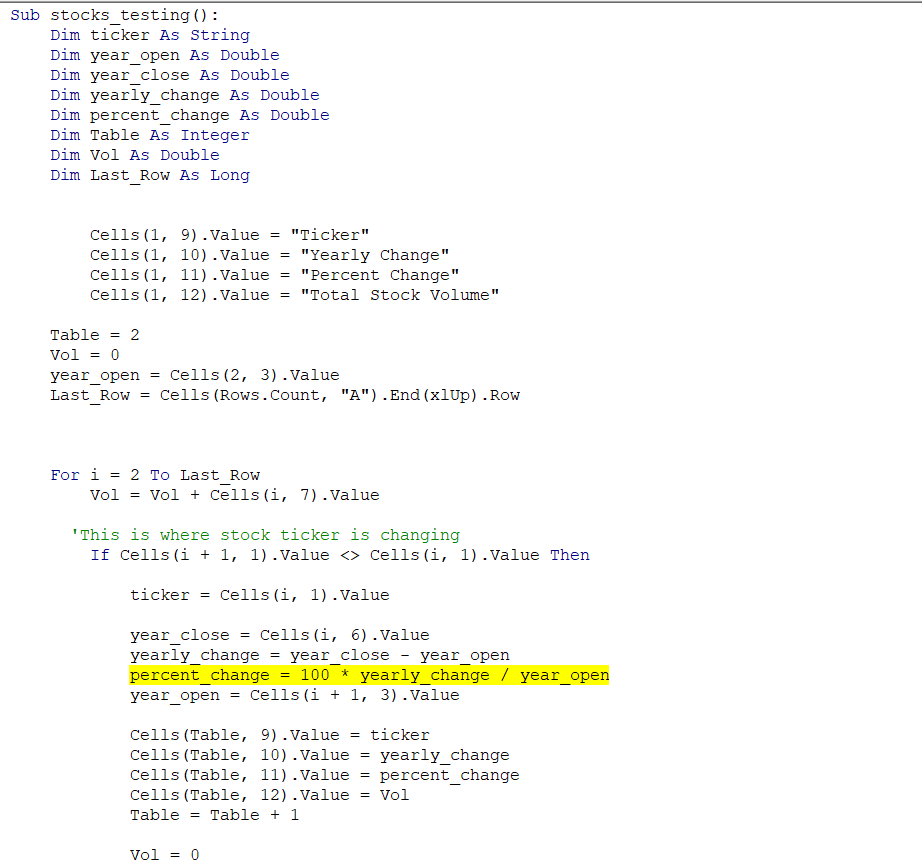 Sub stocks_testing():
Dim ticker As String
Dim year_open As Double
Dim year_close As Double
Dim yearly_change As Double
Dim percent_change As Double
Dim Table As Integer
Dim Vol As Double
Dim Last_Row As Long
Cells(1, 9).Value = "Ticker"
Cells(1, 10).Value = "Yearly Change"
Cells(1, 11).Value = "Percent Change"
Cells(1, 12).Value = "Total Stock Volume"
Table = 2
Vol = 0
year_open = Cells(2, 3).Value
Last_Row = Cells(Rows.Count, "A").End(xlUp).Row
For i = 2 To Last_Row
Vol = Vol + Cells(i, 7).Value
'This is where stock ticker is changing
If Cells(i + 1, 1).Value <> Cells(i, 1).Value Then
ticker = Cells(i, 1).Value
year_close = Cells(i, 6).Value
yearly_change = year_close - year_open
percent_change = 100 * yearly_change / year_open
year_open = Cells(i + 1, 3).Value
Cells(Table, 9).Value = ticker
Cells(Table, 10).Value = yearly_change
Cells(Table, 11).Value = percent_change
Cells(Table, 12).Value = Vol
Table = Table + 1
Vol = 0